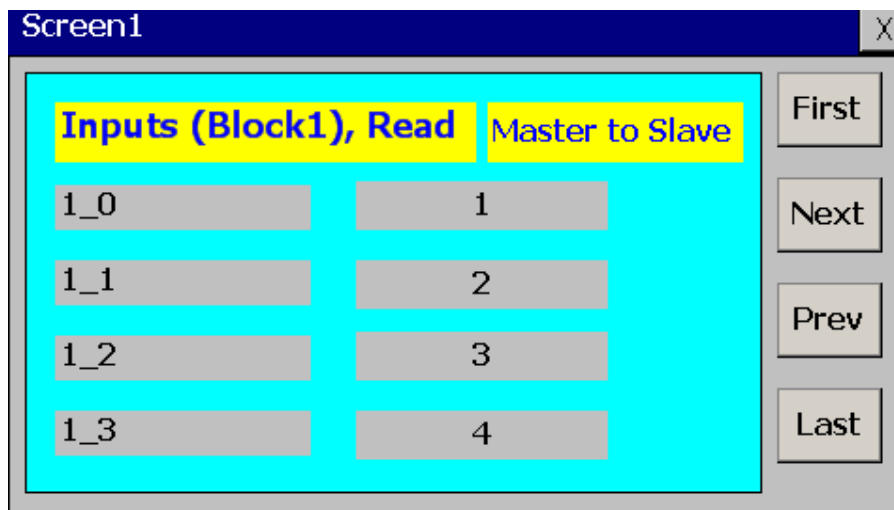 Screen1
X
Inputs (Block1), Read
Master to Slave
1_0
1
1_1
2
1_2
3
1_3
4
First
Next
Prev
Last